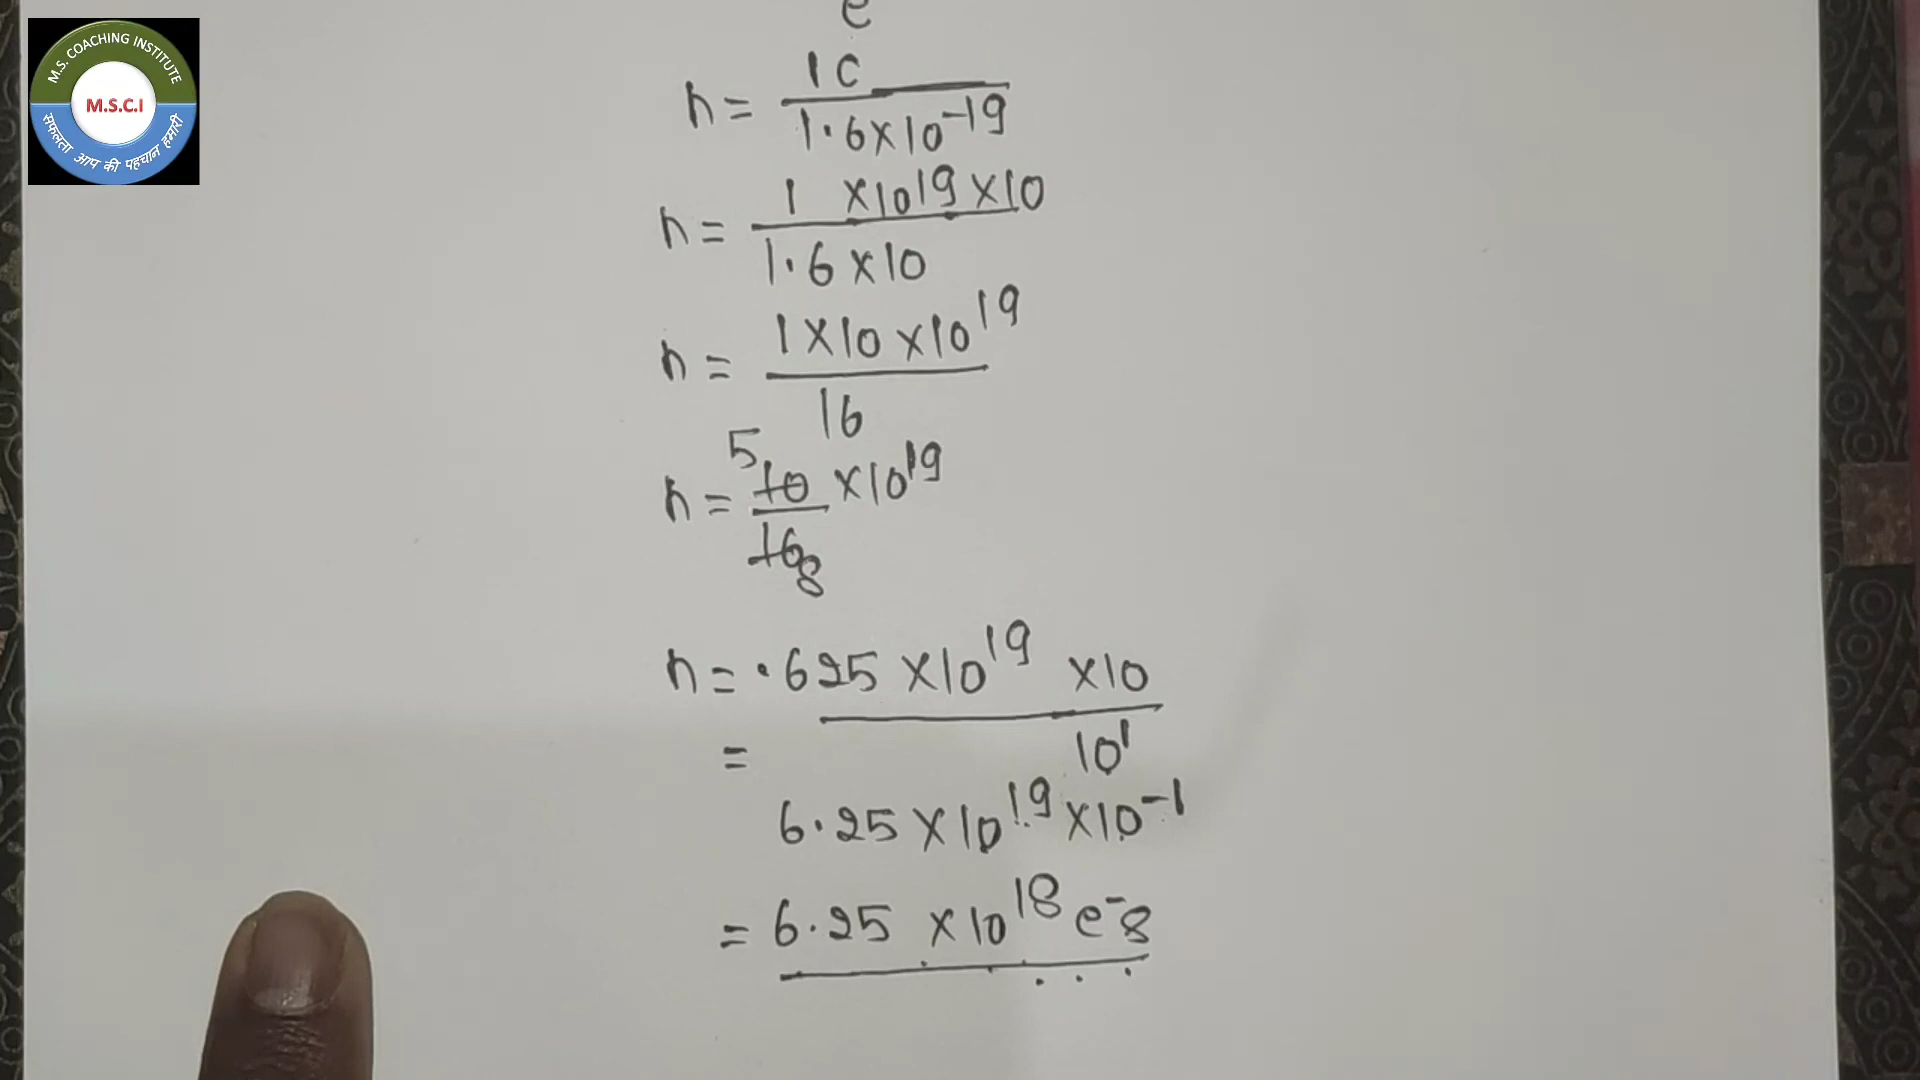 M.S. COACHING INSTITUTE
M.S.C.I
सफलता आप की पहचान हमारी
e
n = 1C / 1.6×10⁻¹⁹
n = 1 ×10¹⁹×10 / 1.6×10
n = 1×10×10¹⁹ / 16
5
n = 10/16 ×10¹⁹
8
n = .625 ×10¹⁹ ×10
= 10¹
6.25×10¹⁹×10⁻¹
= 6.25 ×10¹⁸ e⁻s